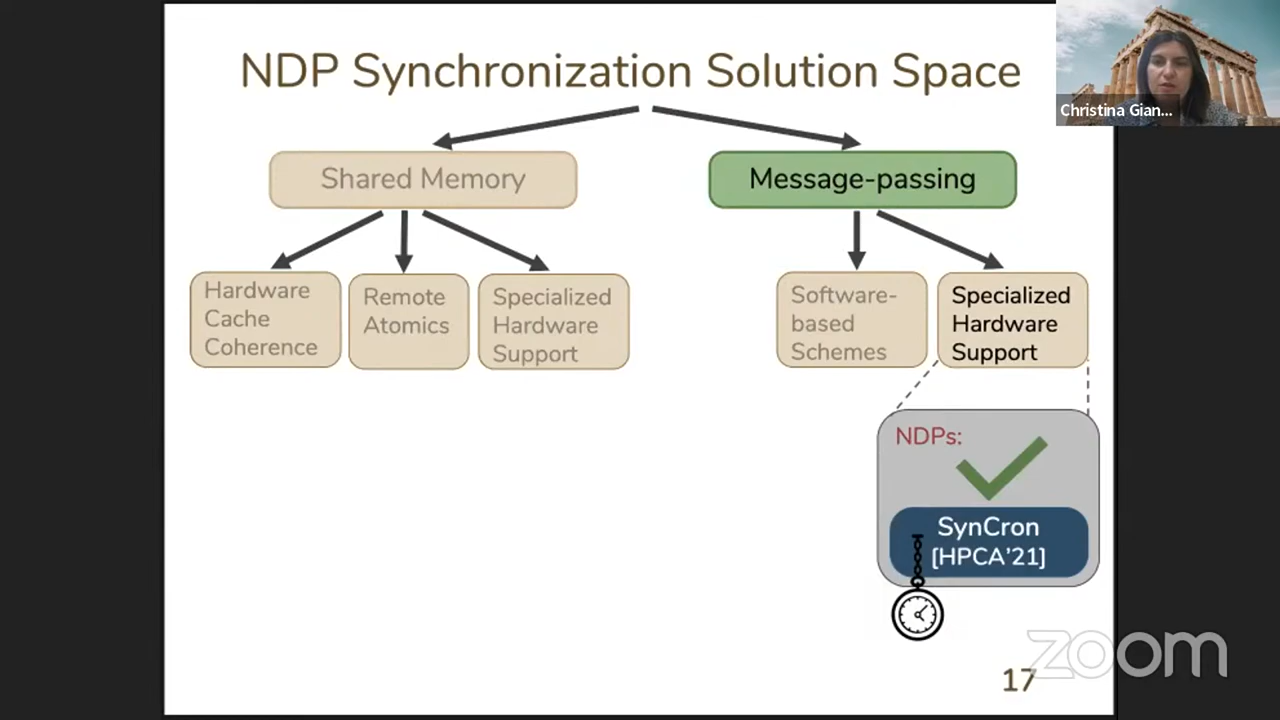 NDP Synchronization Solution Space
Christina Gian...
Shared Memory
Message-passing
Hardware
Cache
Coherence
Remote
Atomics
Specialized
Hardware
Support
Software-
based
Schemes
Specialized
Hardware
Support
NDPs:
SynCron
[HPCA'21]
zoom
17